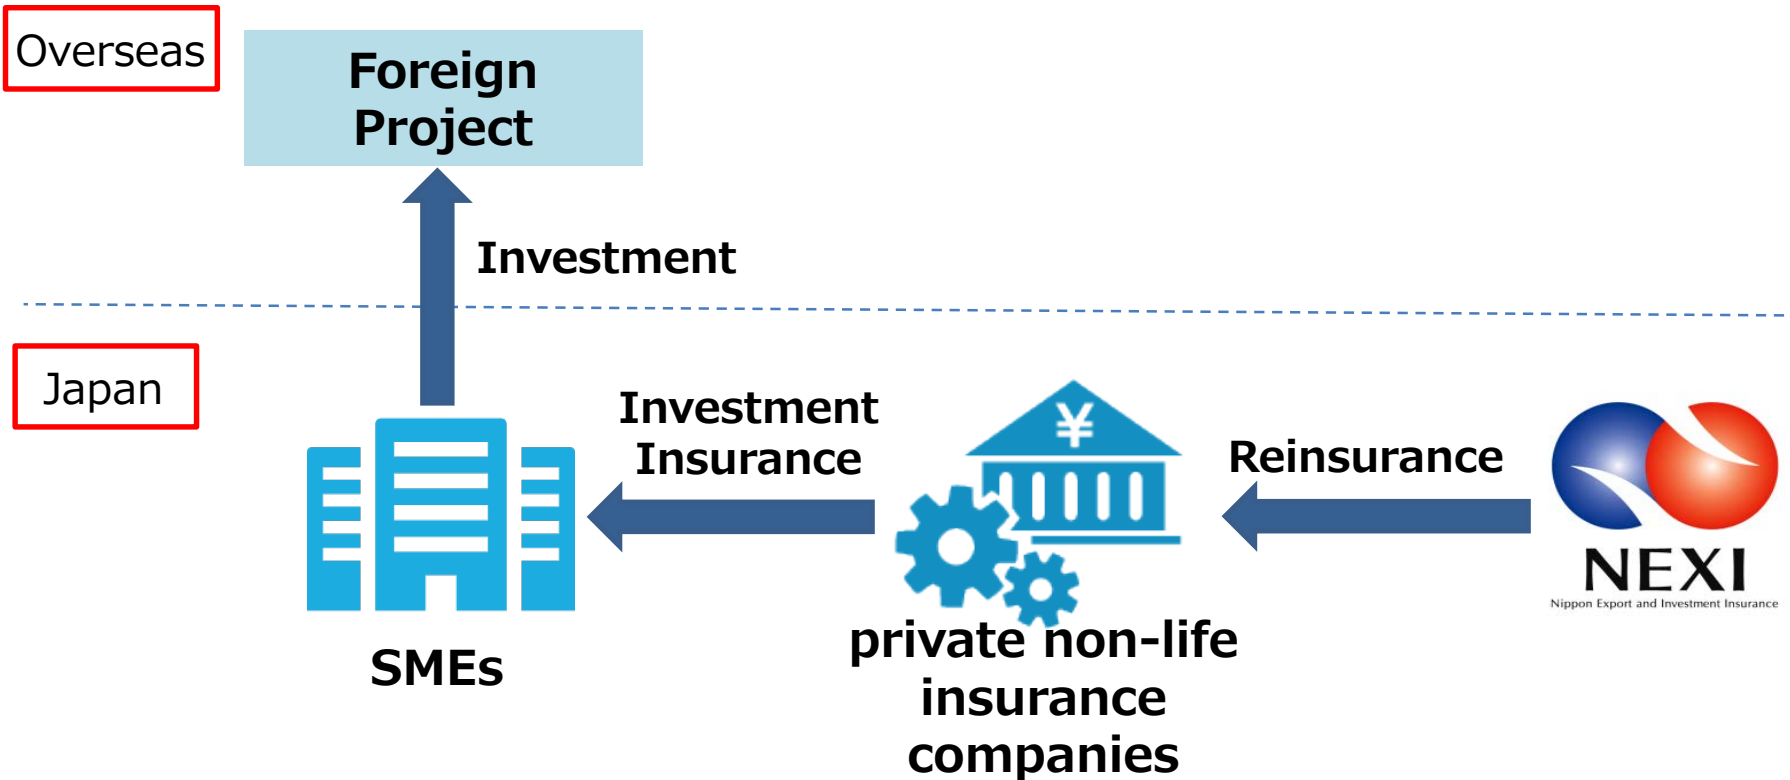 Overseas
Foreign
Project
Investment
Japan
Investment
Insurance
¥
Reinsurance
NEXI
Nippon Export and Investment Insurance
SMEs
private non-life
insurance
companies